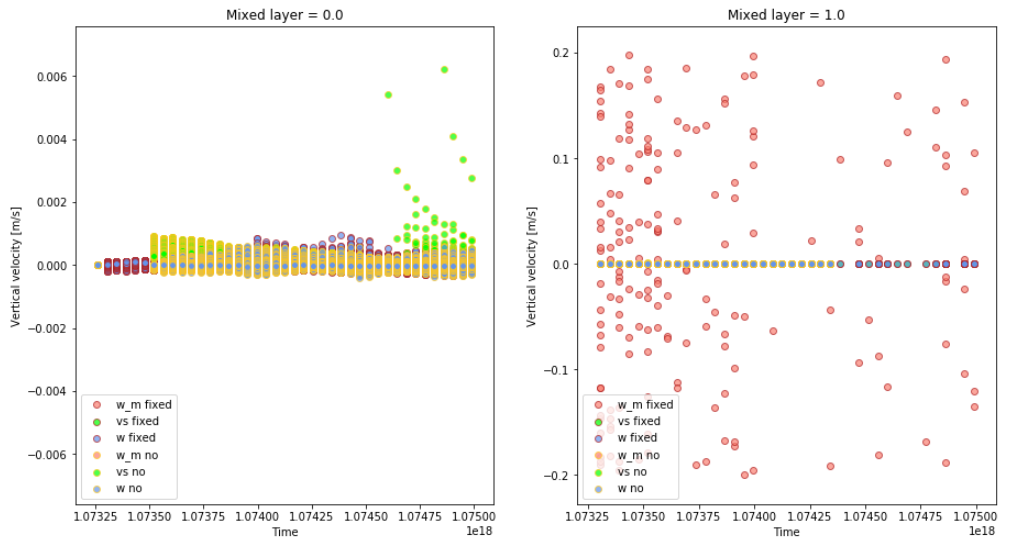 Mixed layer = 0.0
0.006
0.004
0.002
0.000
−0.002
−0.004
−0.006
Vertical velocity [m/s]
w_m fixed
vs fixed
w fixed
w_m no
vs no
w no
1.07325 1.07350 1.07375 1.07400 1.07425 1.07450 1.07475 1.07500
Time
1e18
Mixed layer = 1.0
0.2
0.1
0.0
−0.1
−0.2
Vertical velocity [m/s]
w_m fixed
vs fixed
w fixed
w_m no
vs no
w no
1.07325 1.07350 1.07375 1.07400 1.07425 1.07450 1.07475 1.07500
Time
1e18